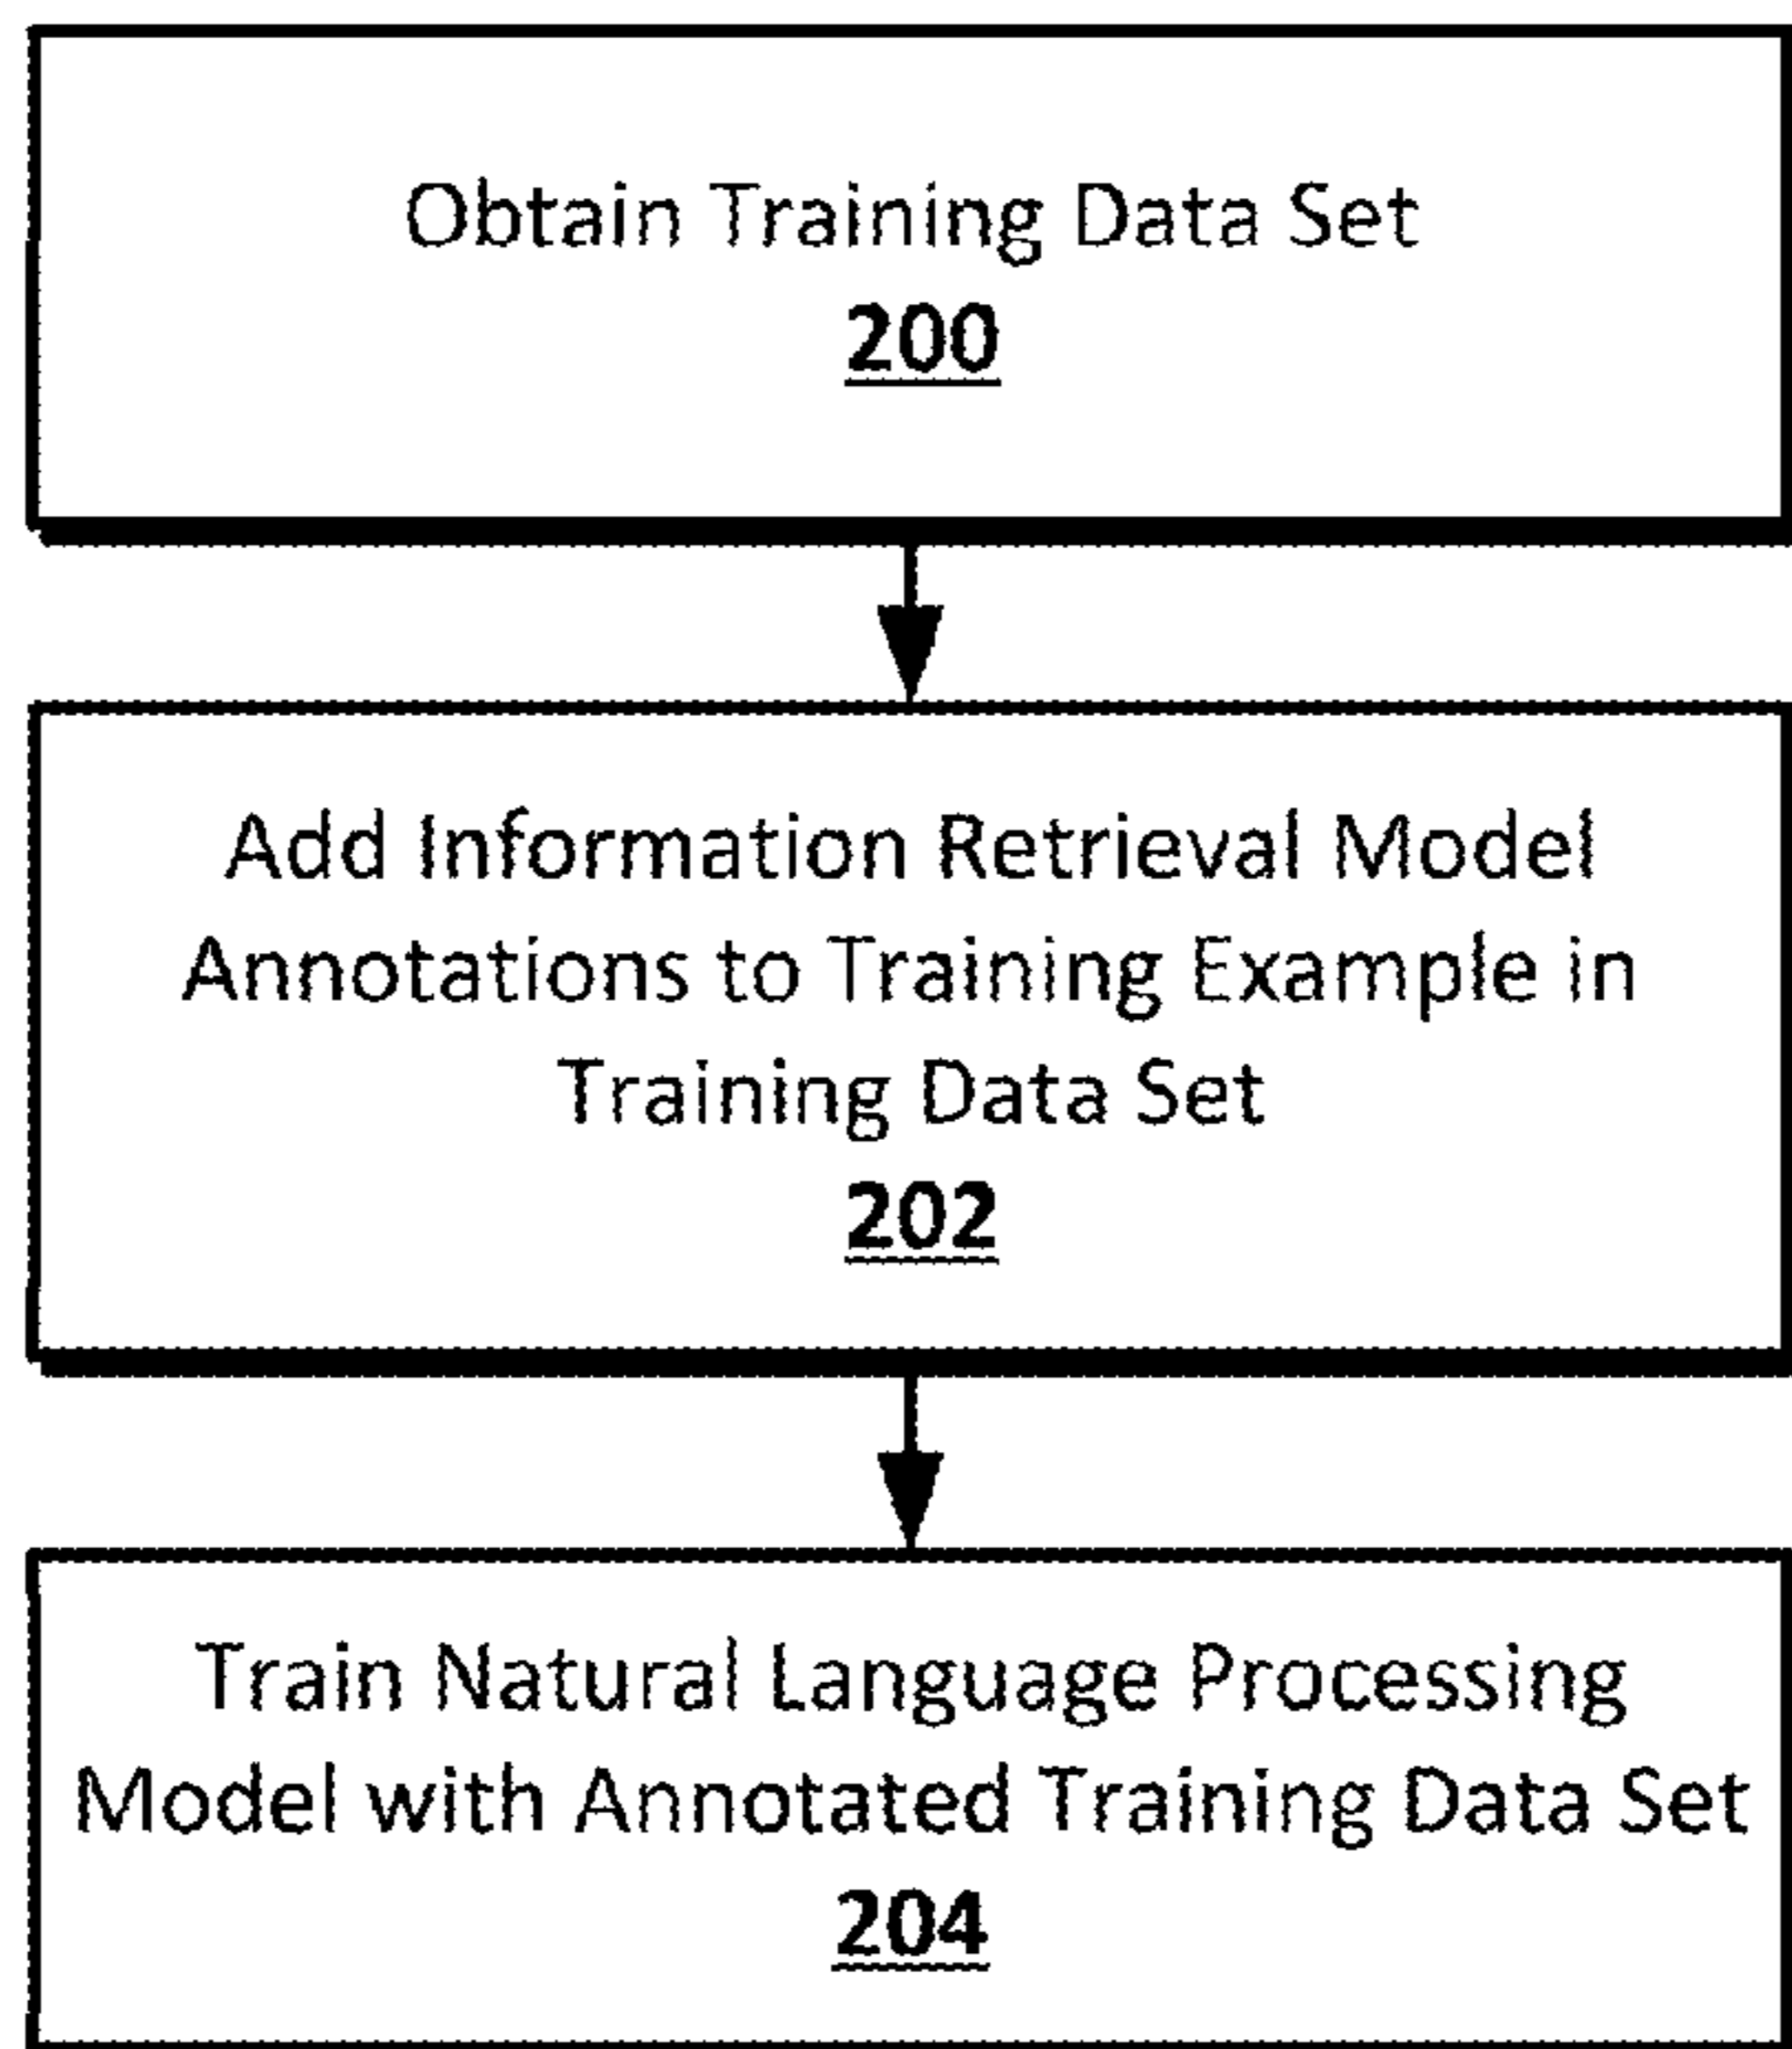 Obtain Training Data Set
200
Add Information Retrieval Model
Annotations to Training Example in
Training Data Set
202
Train Natural Language Processing
Model with Annotated Training Data Set
204